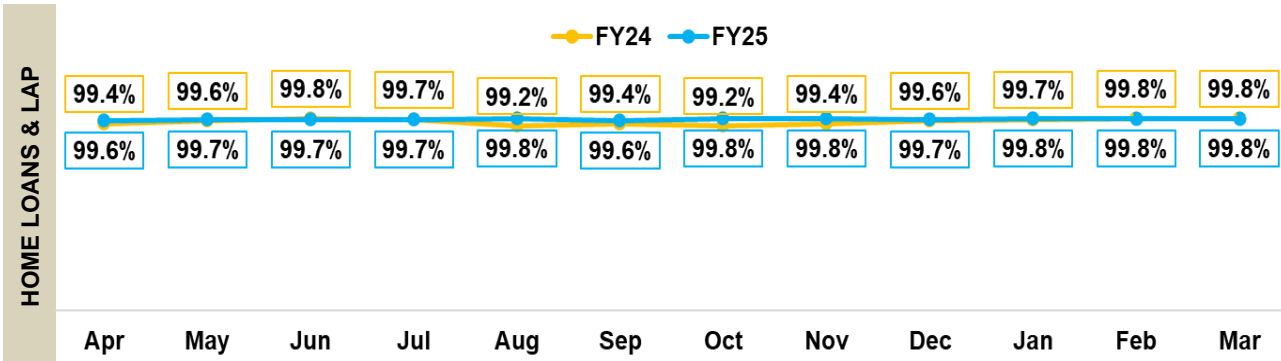 HOME LOANS & LAP
FY24 FY25
99.4% 99.6% 99.8% 99.7% 99.2% 99.4% 99.2% 99.4% 99.6% 99.7% 99.8% 99.8%
99.6% 99.7% 99.7% 99.7% 99.8% 99.6% 99.8% 99.8% 99.7% 99.8% 99.8% 99.8%
Apr May Jun Jul Aug Sep Oct Nov Dec Jan Feb Mar